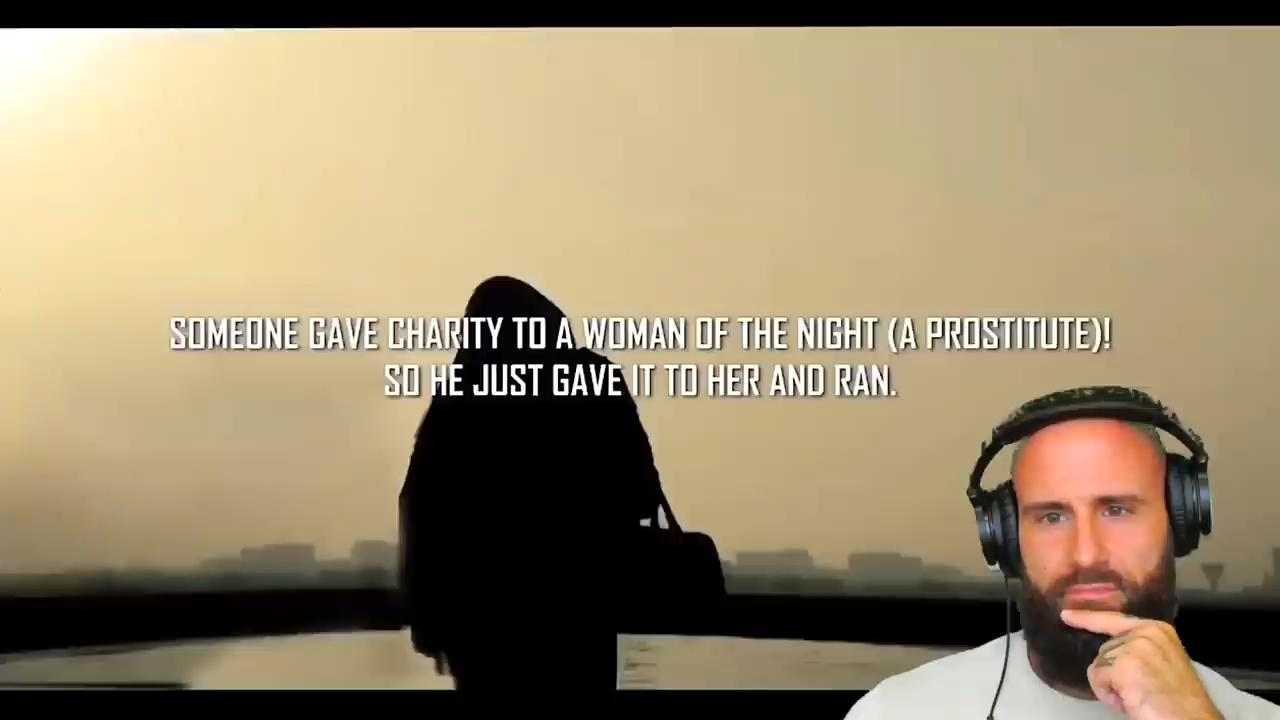 SOMEONE GAVE CHARITY TO A WOMAN OF THE NIGHT (A PROSTITUTE)!
SO HE JUST GAVE IT TO HER AND RAN.